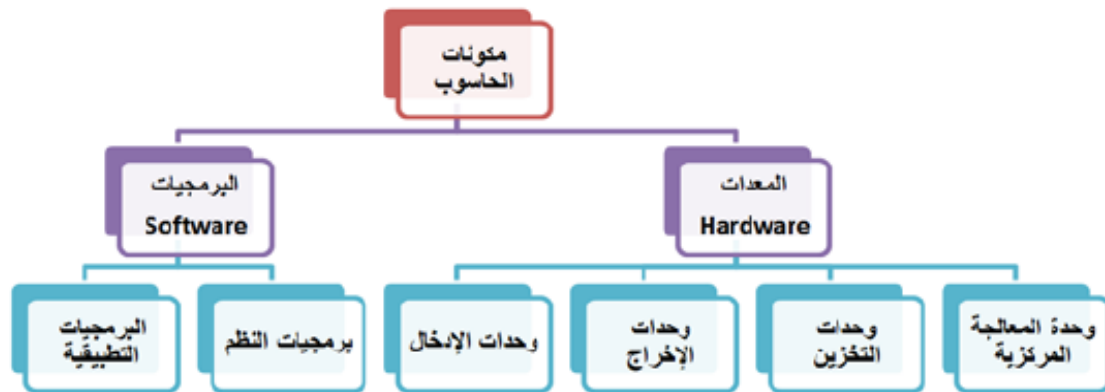 مكونات
الحاسوب
المعدات
Hardware
البرمجيات
Software
وحدة المعالجة
المركزية
وحدات
التخزين
وحدات
الإخراج
وحدات الإدخال
برمجيات النظم
البرمجيات
التطبيقية